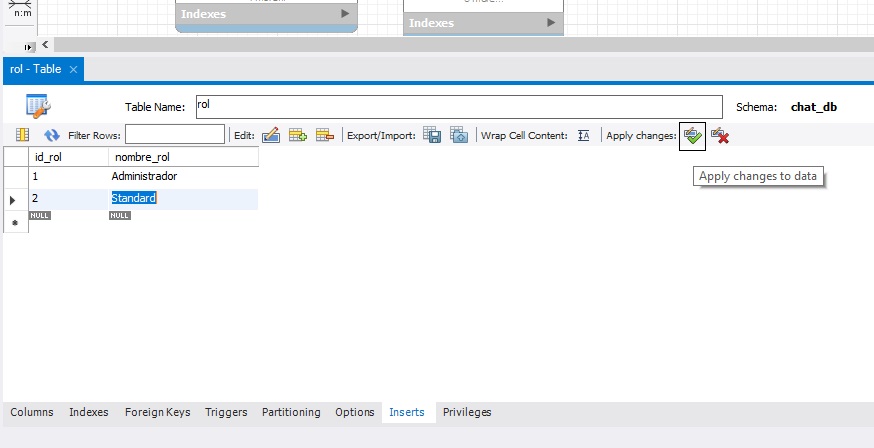 n:m
Indexes
Indexes
rol - Table
Table Name: rol Schema: chat_db
Filter Rows: Edit: Export/Import: Wrap Cell Content: Apply changes:
id_rol nombre_rol
1 Administrador
Apply changes to data
2 Standard
NULL NULL
Columns Indexes Foreign Keys Triggers Partitioning Options Inserts Privileges